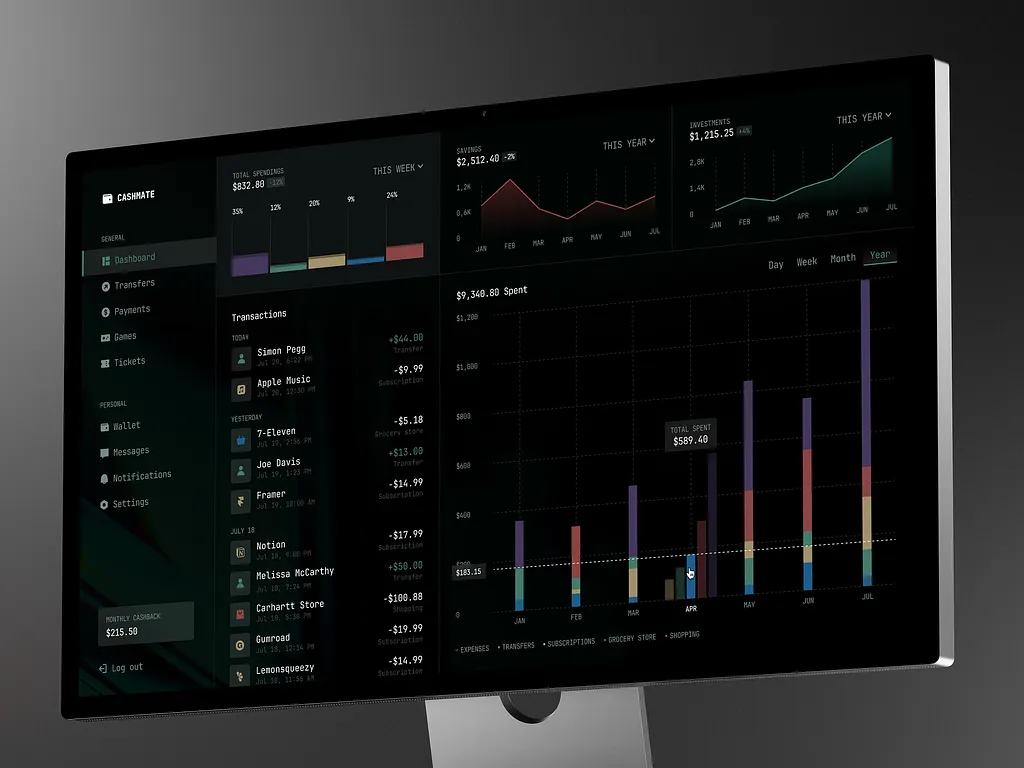 CASHMATE
GENERAL
Dashboard
Transfers
Payments
Games
Tickets
PERSONAL
Wallet
Messages
Notifications
Settings
MONTHLY CASHBACK
$215.50
Log out
TOTAL SPENDINGS
$832.80 -12%
THIS WEEK
35% 12% 20% 9% 24%
Transactions
TODAY
Simon Pegg +$44.00
Jul 20, 6:22 PM Transfer
Apple Music -$9.99
Jul 20, 12:30 PM Subscription
YESTERDAY
7-Eleven -$5.18
Jul 19, 2:56 PM Grocery store
Joe Davis +$13.00
Jul 19, 1:23 PM Transfer
Framer -$14.99
Jul 19, 10:00 AM Subscription
JULY 18
Notion -$17.99
Jul 18, 9:00 PM Subscription
Melissa McCarthy +$50.00
Jul 18, 7:24 PM Transfer
Carhartt Store -$100.88
Jul 18, 5:38 PM Shopping
Gumroad -$19.99
Jul 18, 12:14 PM Subscription
Lemonsqueezy -$14.99
Jul 18, 11:56 AM Subscription
SAVINGS
$2,512.40 -2%
THIS YEAR
1,2K
0,6K
0
JAN FEB MAR APR MAY JUN JUL
INVESTMENTS
$1,215.25 +4%
THIS YEAR
2,8K
1,4K
0
JAN FEB MAR APR MAY JUN JUL
$9,340.80 Spent
Day Week Month Year
$1,200
$1,000
$800
$600
$400
$200
$183.15
0
TOTAL SPENT
$589.40
JAN FEB MAR APR MAY JUN JUL
EXPENSES • TRANSFERS • SUBSCRIPTIONS • GROCERY STORE • SHOPPING